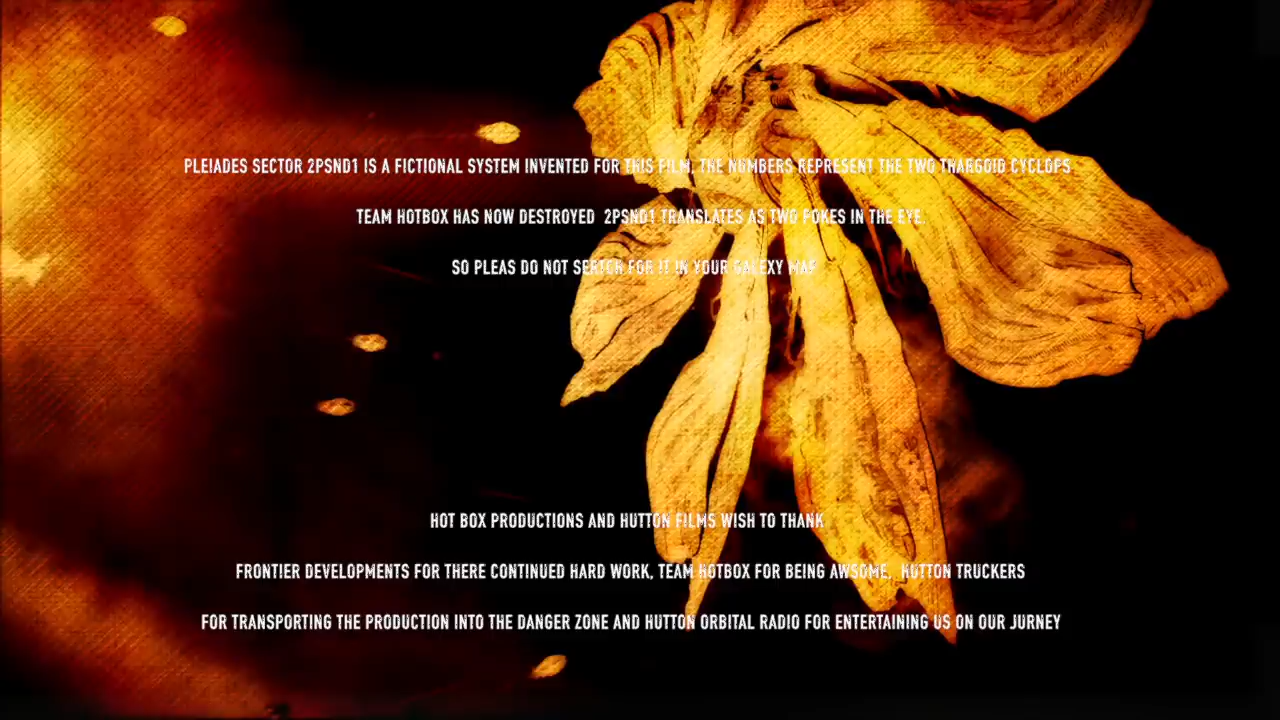 PLEIADES SECTOR 2PSND1 IS A FICTIONAL SYSTEM INVENTED FOR THIS FILM, THE NUMBERS REPRESENT THE TWO THARGOID CYCLOPS
TEAM HOTBOX HAS NOW DESTROYED 2PSND1 TRANSLATES AS TWO POKES IN THE EYE.
SO PLEAS DO NOT SERTCH FOR IT IN YOUR GALEXY MAP
HOT BOX PRODUCTIONS AND HUTTON FILMS WISH TO THANK
FRONTIER DEVELOPMENTS FOR THERE CONTINUED HARD WORK, TEAM HOTBOX FOR BEING AWSOME, HUTTON TRUCKERS
FOR TRANSPORTING THE PRODUCTION INTO THE DANGER ZONE AND HUTTON ORBITAL RADIO FOR ENTERTAINING US ON OUR JURNEY